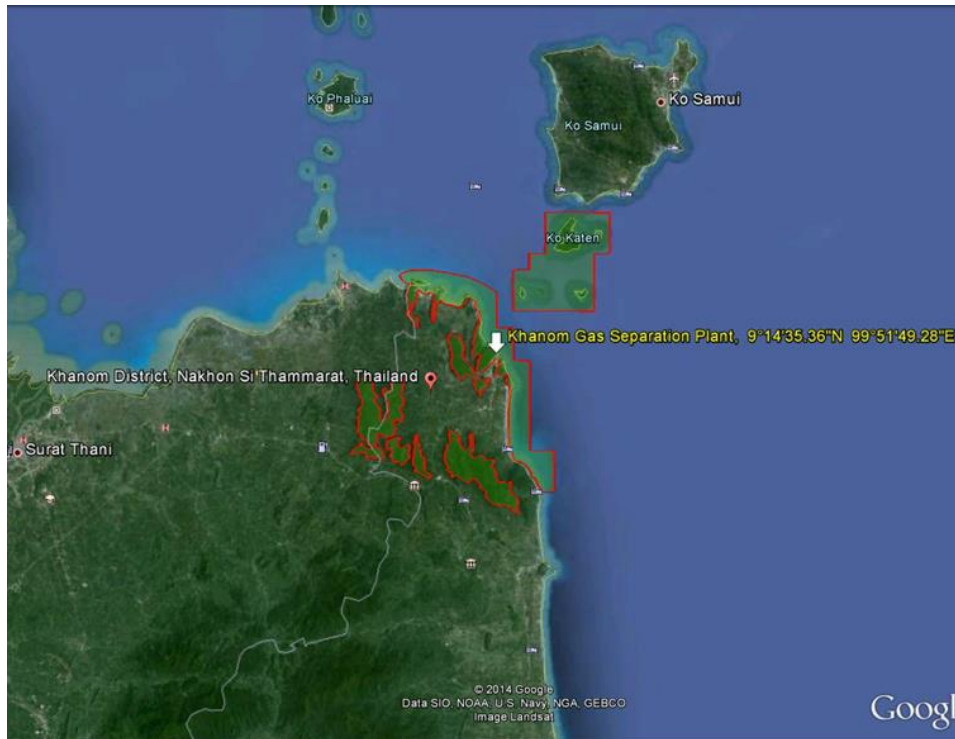 Ko Phaluai
Ko Samui
Ko Samui
Ko Katen
Khanom Gas Separation Plant, 9°14'35.36"N 99°51'49.28"E
Khanom District, Nakhon Si Thammarat, Thailand
Surat Thani
© 2014 Google
Data SIO, NOAA, U.S. Navy, NGA, GEBCO
Image Landsat
Googl